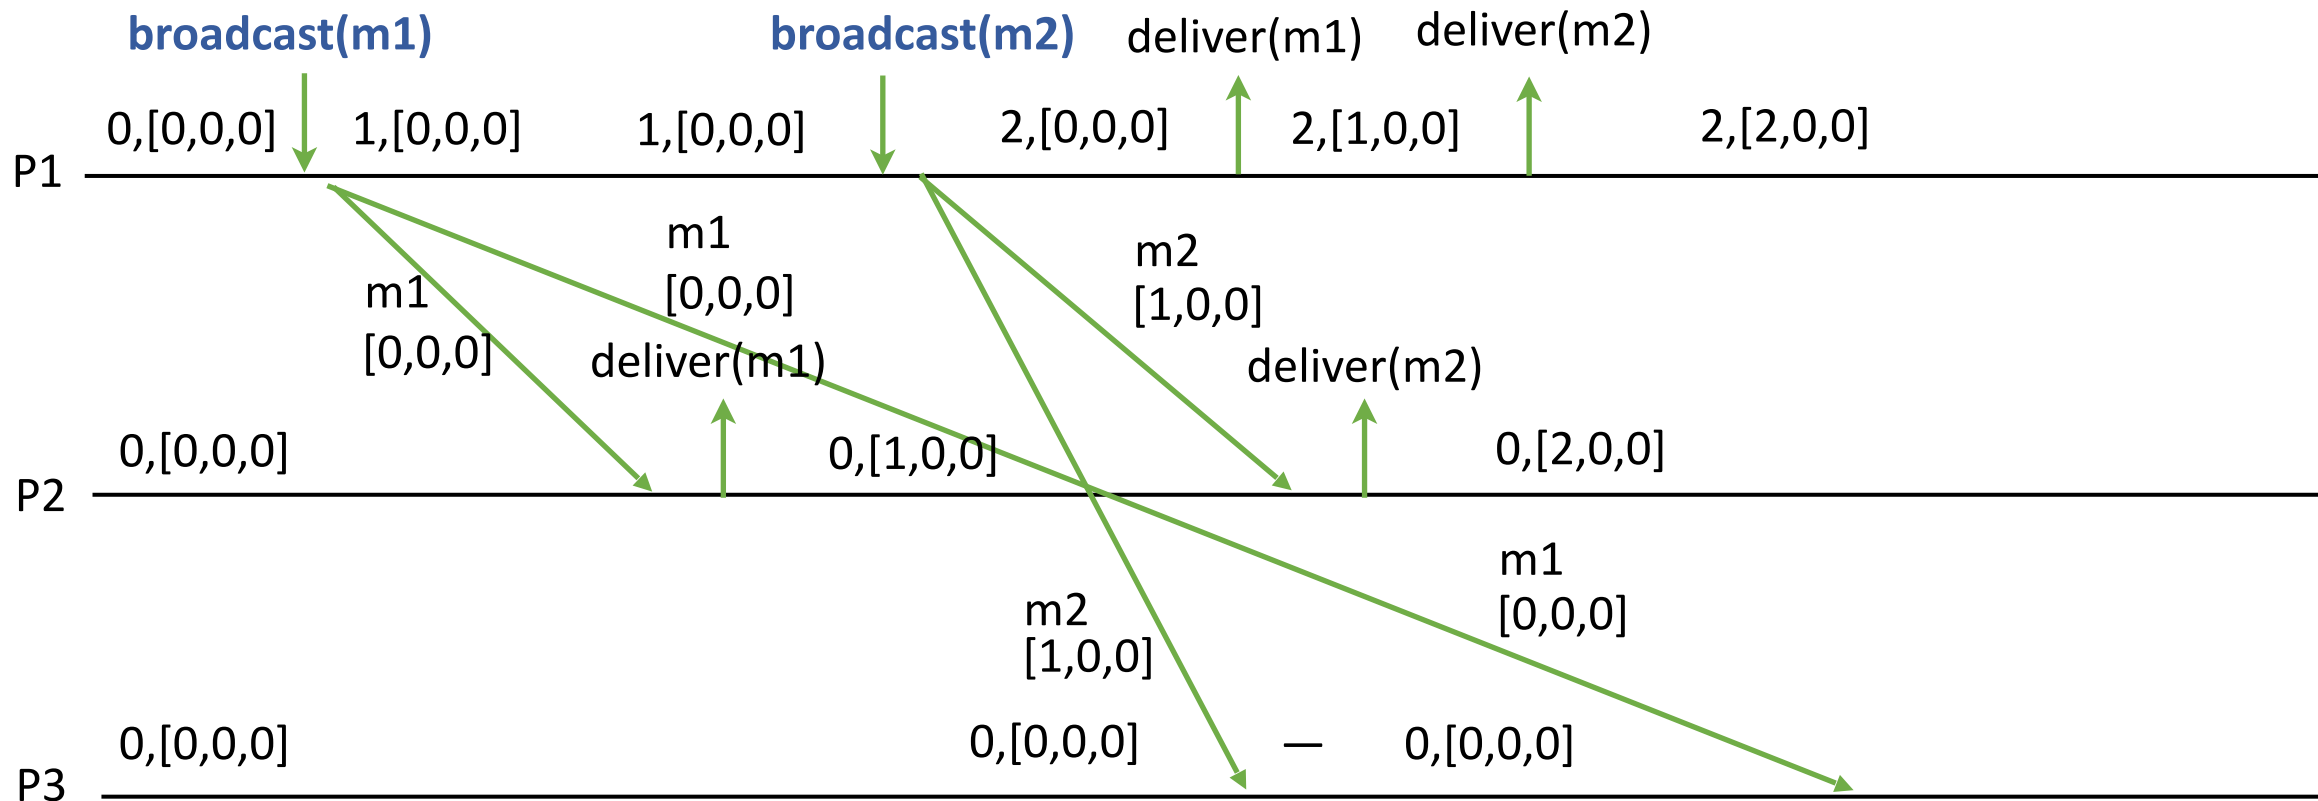 broadcast(m1)
broadcast(m2)
deliver(m1)
deliver(m2)
0,[0,0,0]
1,[0,0,0]
1,[0,0,0]
2,[0,0,0]
2,[1,0,0]
2,[2,0,0]
P1
m1
[0,0,0]
m1
[0,0,0]
m2
[1,0,0]
deliver(m1)
deliver(m2)
0,[0,0,0]
0,[1,0,0]
0,[2,0,0]
P2
m2
[1,0,0]
m1
[0,0,0]
0,[0,0,0]
0,[0,0,0]
—
0,[0,0,0]
P3